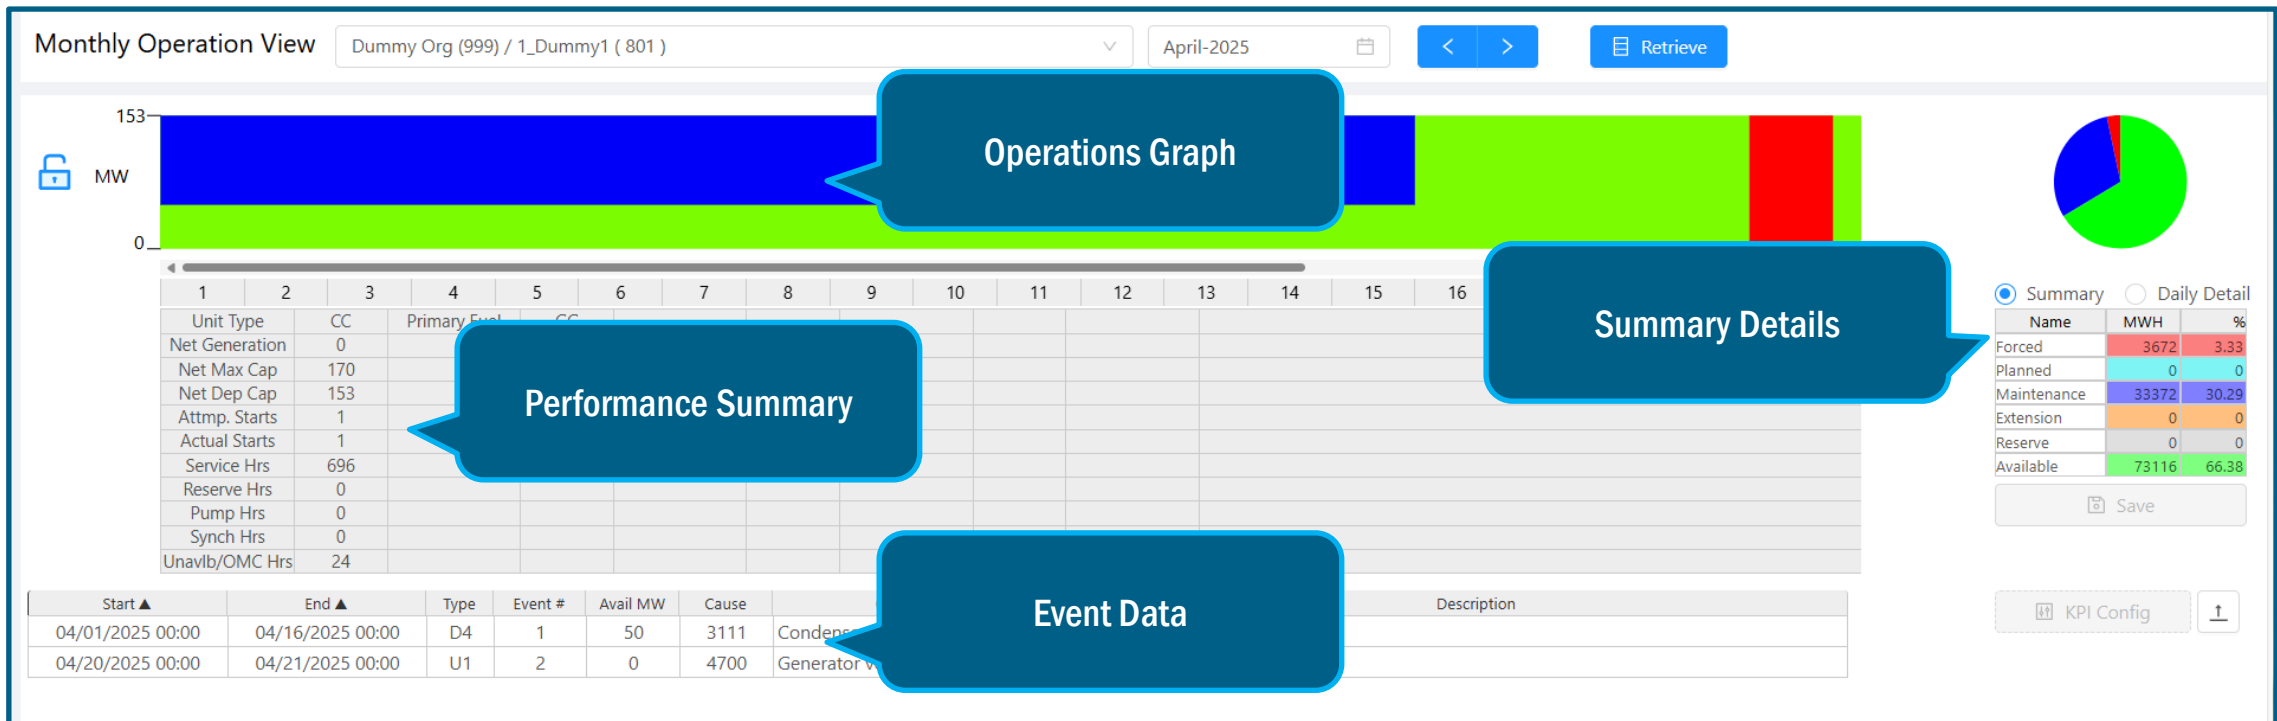 Monthly Operation View Dummy Org (999) / 1_Dummy1 ( 801 ) April-2025 < > Retrieve
153
MW
0
Operations Graph
1 2 3 4 5 6 7 8 9 10 11 12 13 14 15 16
Summary Details
Summary Daily Detail
Unit Type CC Primary Fuel CC
Net Generation 0
Net Max Cap 170
Net Dep Cap 153
Attmp. Starts 1
Actual Starts 1
Service Hrs 696
Reserve Hrs 0
Pump Hrs 0
Synch Hrs 0
Unavlb/OMC Hrs 24
Performance Summary
Name MWH %
Forced 3672 3.33
Planned 0 0
Maintenance 33372 30.29
Extension 0 0
Reserve 0 0
Available 73116 66.38
Save
Start ▲ End ▲ Type Event # Avail MW Cause Description
04/01/2025 00:00 04/16/2025 00:00 D4 1 50 3111
04/20/2025 00:00 04/21/2025 00:00 U1 2 0 4700 Generator
Event Data
KPI Config